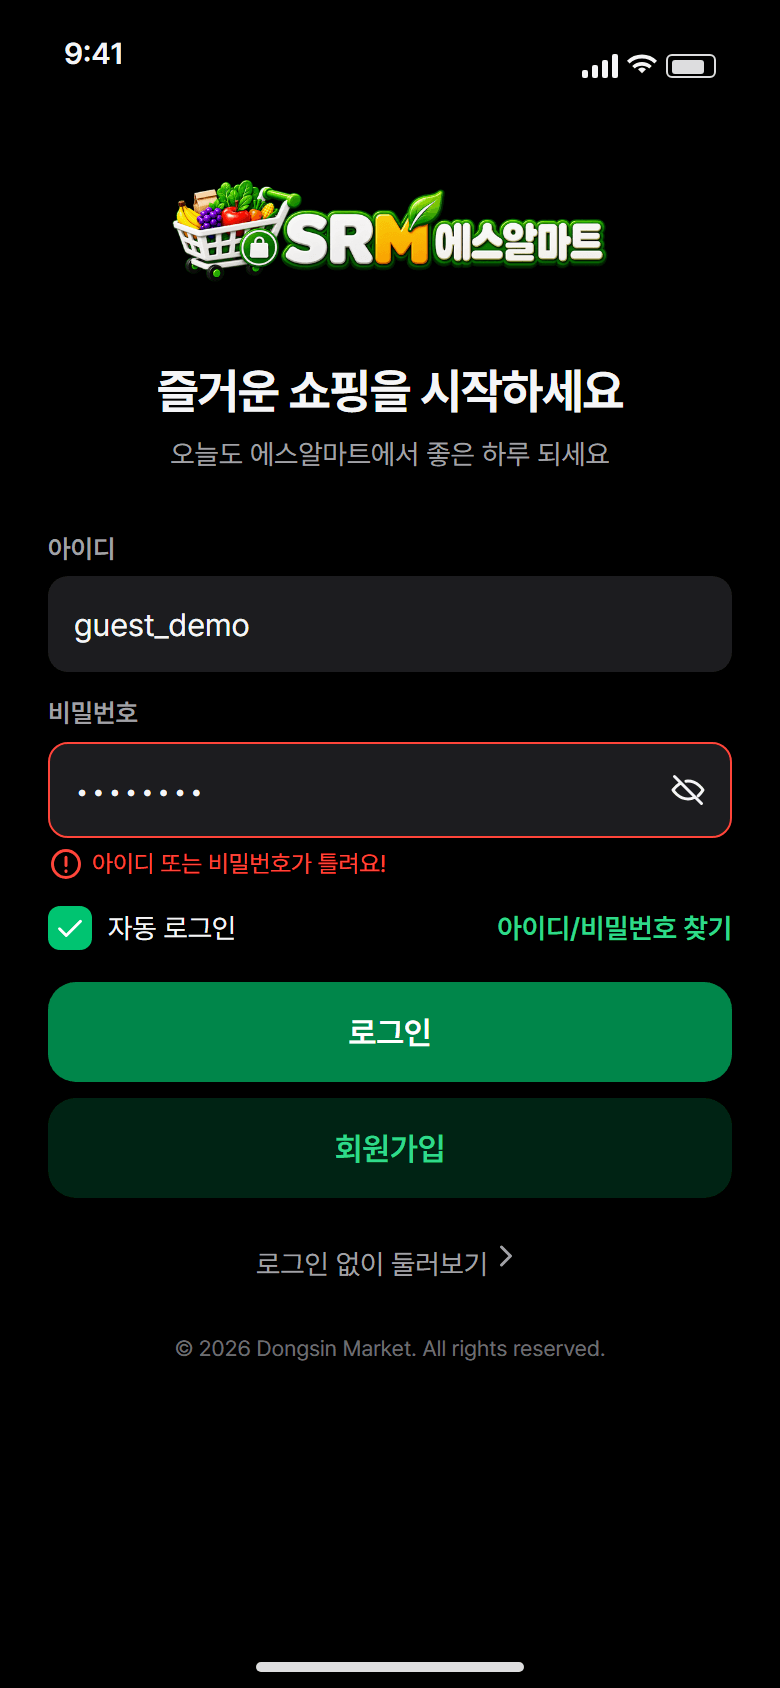 9:41
SRM 에스알마트
즐거운 쇼핑을 시작하세요
오늘도 에스알마트에서 좋은 하루 되세요
아이디
guest_demo
비밀번호
••••••••
아이디 또는 비밀번호가 틀려요!
자동 로그인 아이디/비밀번호 찾기
로그인
회원가입
로그인 없이 둘러보기
© 2026 Dongsin Market. All rights reserved.